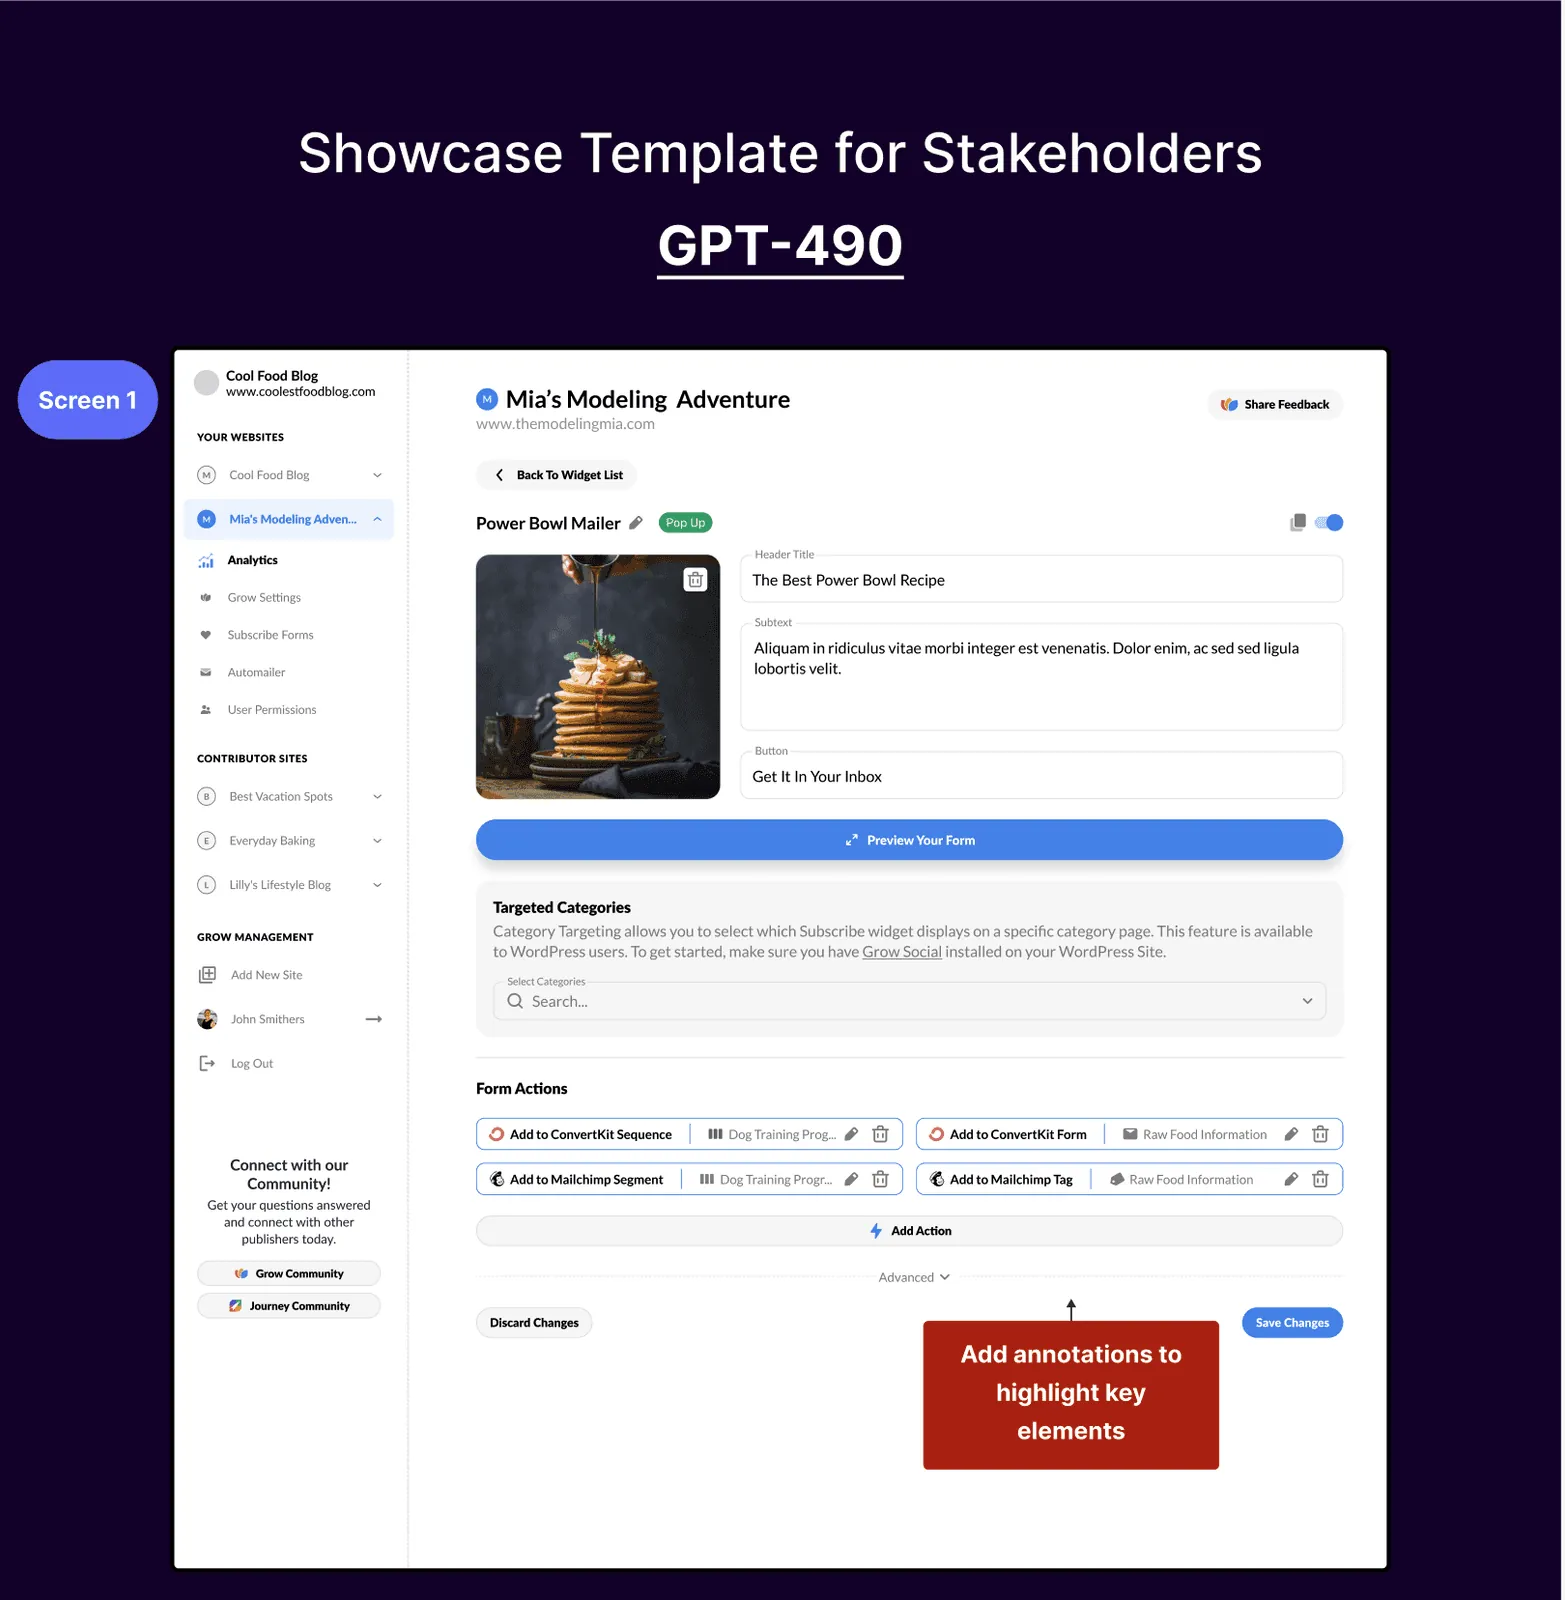 Showcase Template for Stakeholders
GPT-490
Screen 1
Cool Food Blog
www.coolestfoodblog.com
YOUR WEBSITES
M Cool Food Blog
M Mia's Modeling Adven...
Analytics
Grow Settings
Subscribe Forms
Automailer
User Permissions
CONTRIBUTOR SITES
B Best Vacation Spots
E Everyday Baking
L Lilly's Lifestyle Blog
GROW MANAGEMENT
Add New Site
John Smithers
Log Out
Connect with our
Community!
Get your questions answered
and connect with other
publishers today.
Grow Community
Journey Community
M Mia's Modeling Adventure
www.themodelingmia.com
Share Feedback
Back To Widget List
Power Bowl Mailer Pop Up
Header Title
The Best Power Bowl Recipe
Subtext
Aliquam in ridiculus vitae morbi integer est venenatis. Dolor enim, ac sed sed ligula
lobortis velit.
Button
Get It In Your Inbox
Preview Your Form
Targeted Categories
Category Targeting allows you to select which Subscribe widget displays on a specific category page. This feature is available
to WordPress users. To get started, make sure you have Grow Social installed on your WordPress Site.
Select Categories
Search...
Form Actions
Add to ConvertKit Sequence Dog Training Prog...
Add to ConvertKit Form Raw Food Information
Add to Mailchimp Segment Dog Training Progr...
Add to Mailchimp Tag Raw Food Information
Add Action
Advanced
Discard Changes
Save Changes
Add annotations to
highlight key
elements